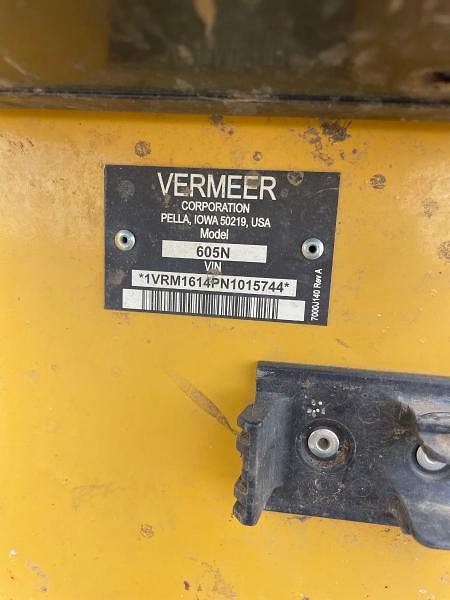 VERMEER
CORPORATION
PELLA, IOWA 50219, USA
Model
605N
VIN
*1VRM1614PN1015744*
7000J140 Rev A